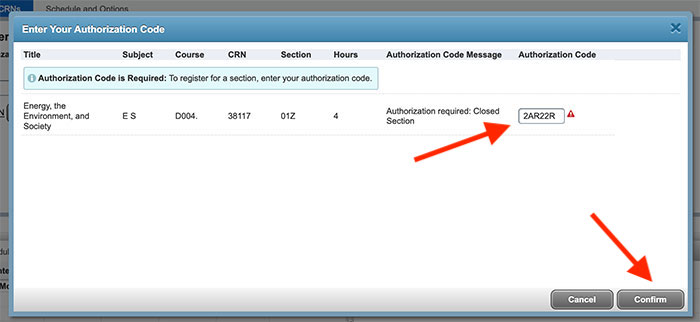 CRNs Schedule and Options
Enter Your Authorization Code
Title Subject Course CRN Section Hours Authorization Code Message Authorization Code
Authorization Code is Required: To register for a section, enter your authorization code.
Energy, the
Environment, and
Society
E S D004. 38117 01Z 4
Authorization required: Closed
Section
2AR22R
Cancel Confirm